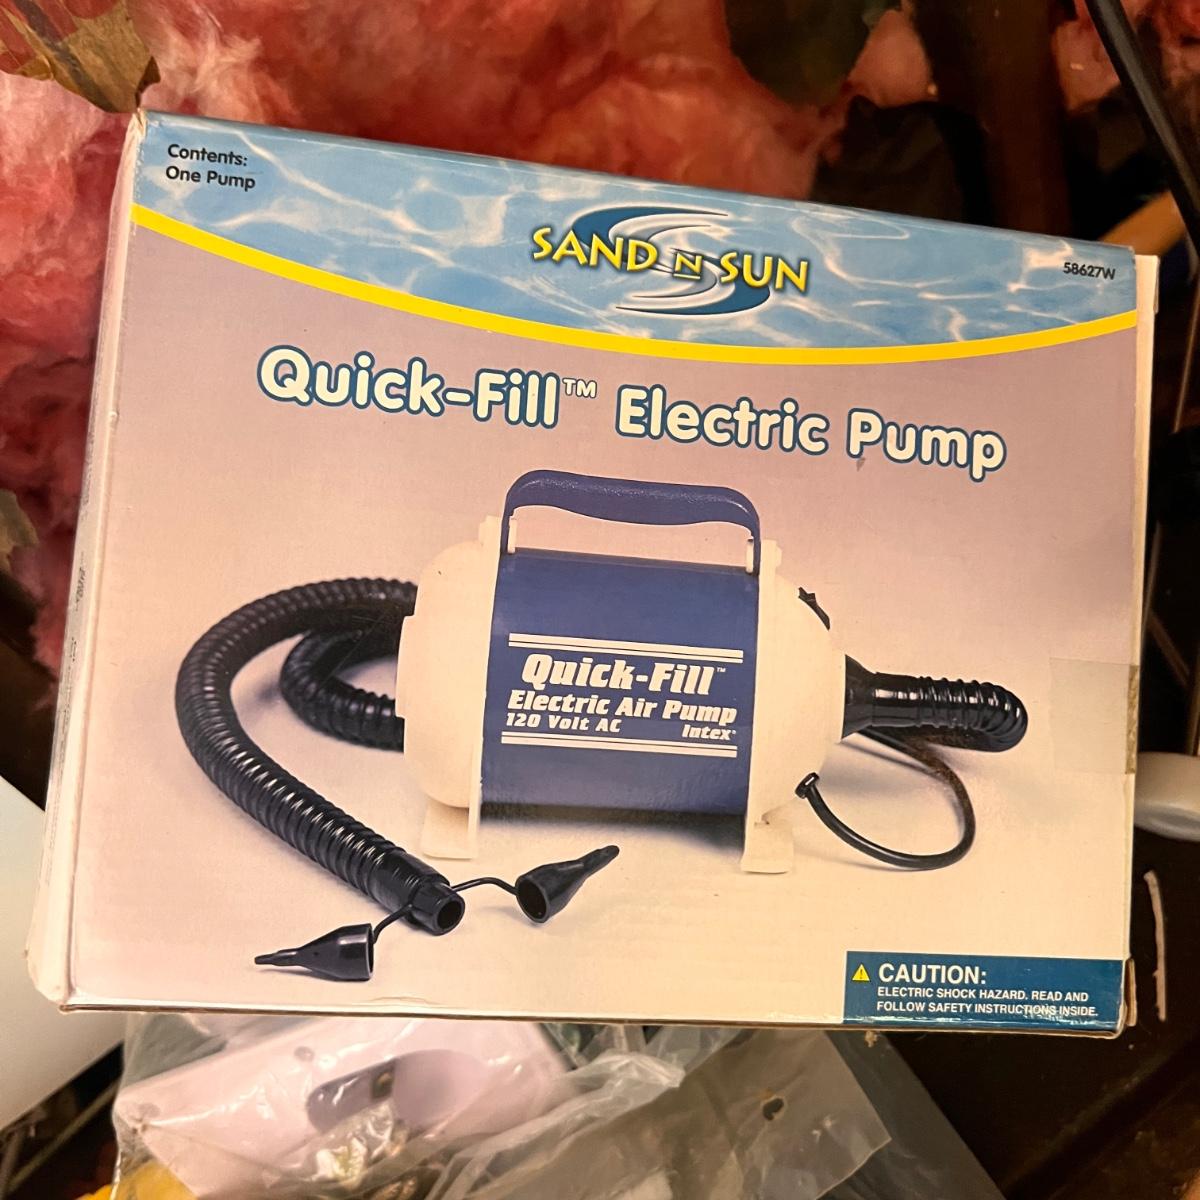 Contents:
One Pump
SAND N SUN
58627W
Quick-Fill™ Electric Pump
Quick-Fill™
Electric Air Pump
120 Volt AC Intex®
⚠ CAUTION:
ELECTRIC SHOCK HAZARD. READ AND
FOLLOW SAFETY INSTRUCTIONS INSIDE.